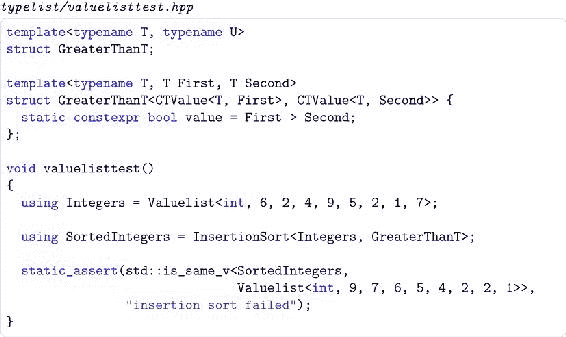 typelist/valuelisttest.hpp
template<typename T, typename U>
struct GreaterThanT;
template<typename T, T First, T Second>
struct GreaterThanT<CTValue<T, First>, CTValue<T, Second>> {
static constexpr bool value = First > Second;
};
void valuelisttest()
{
using Integers = Valuelist<int, 6, 2, 4, 9, 5, 2, 1, 7>;
using SortedIntegers = InsertionSort<Integers, GreaterThanT>;
static_assert(std::is_same_v<SortedIntegers,
Valuelist<int, 9, 7, 6, 5, 4, 2, 2, 1>>,
"insertion sort failed");
}